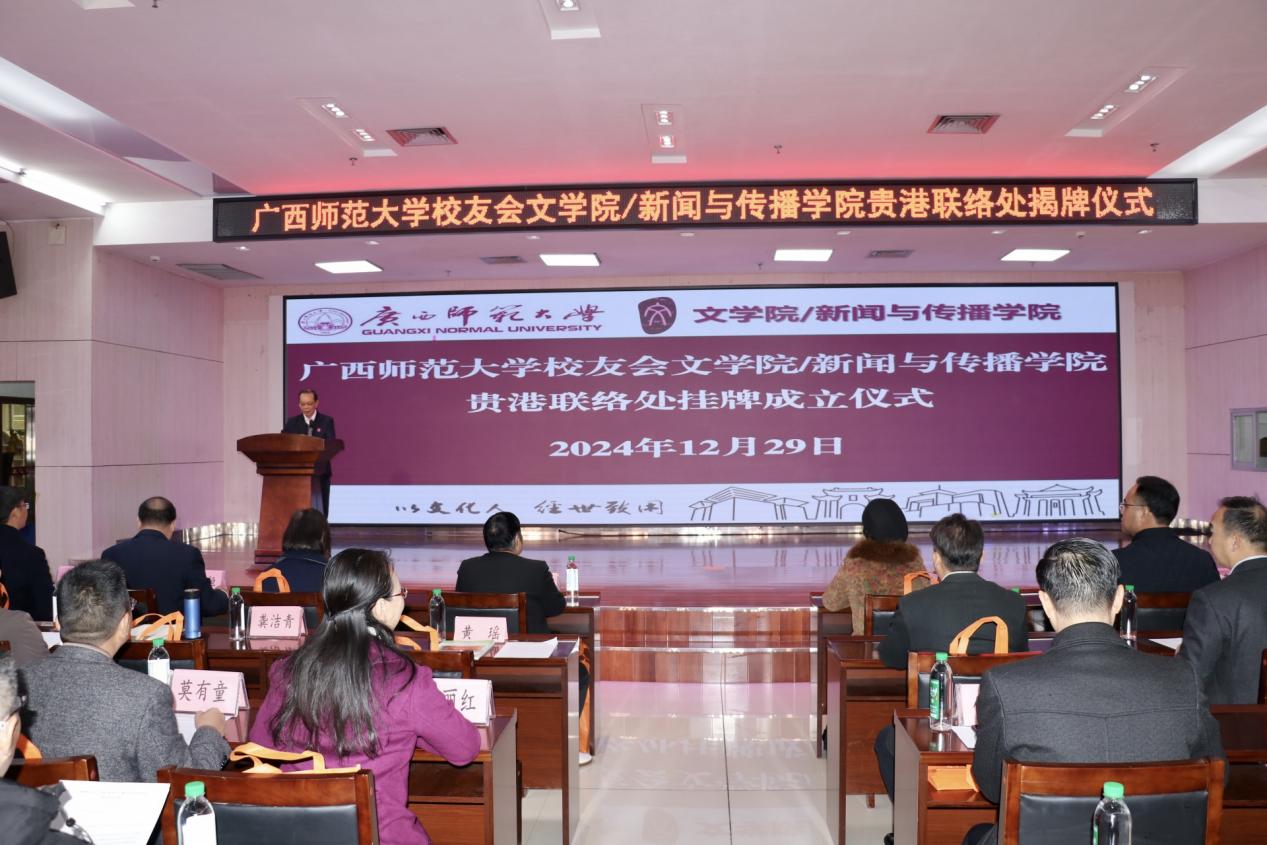 广西师范大学校友会文学院/新闻与传播学院贵港联络处揭牌仪式
广西师范大学
GUANGXI NORMAL UNIVERSITY
文学院/新闻与传播学院
广西师范大学校友会文学院/新闻与传播学院
贵港联络处挂牌成立仪式
2024年12月29日
以文化人 经世致用
龚洁青
黄瑶
莫有童
丽红